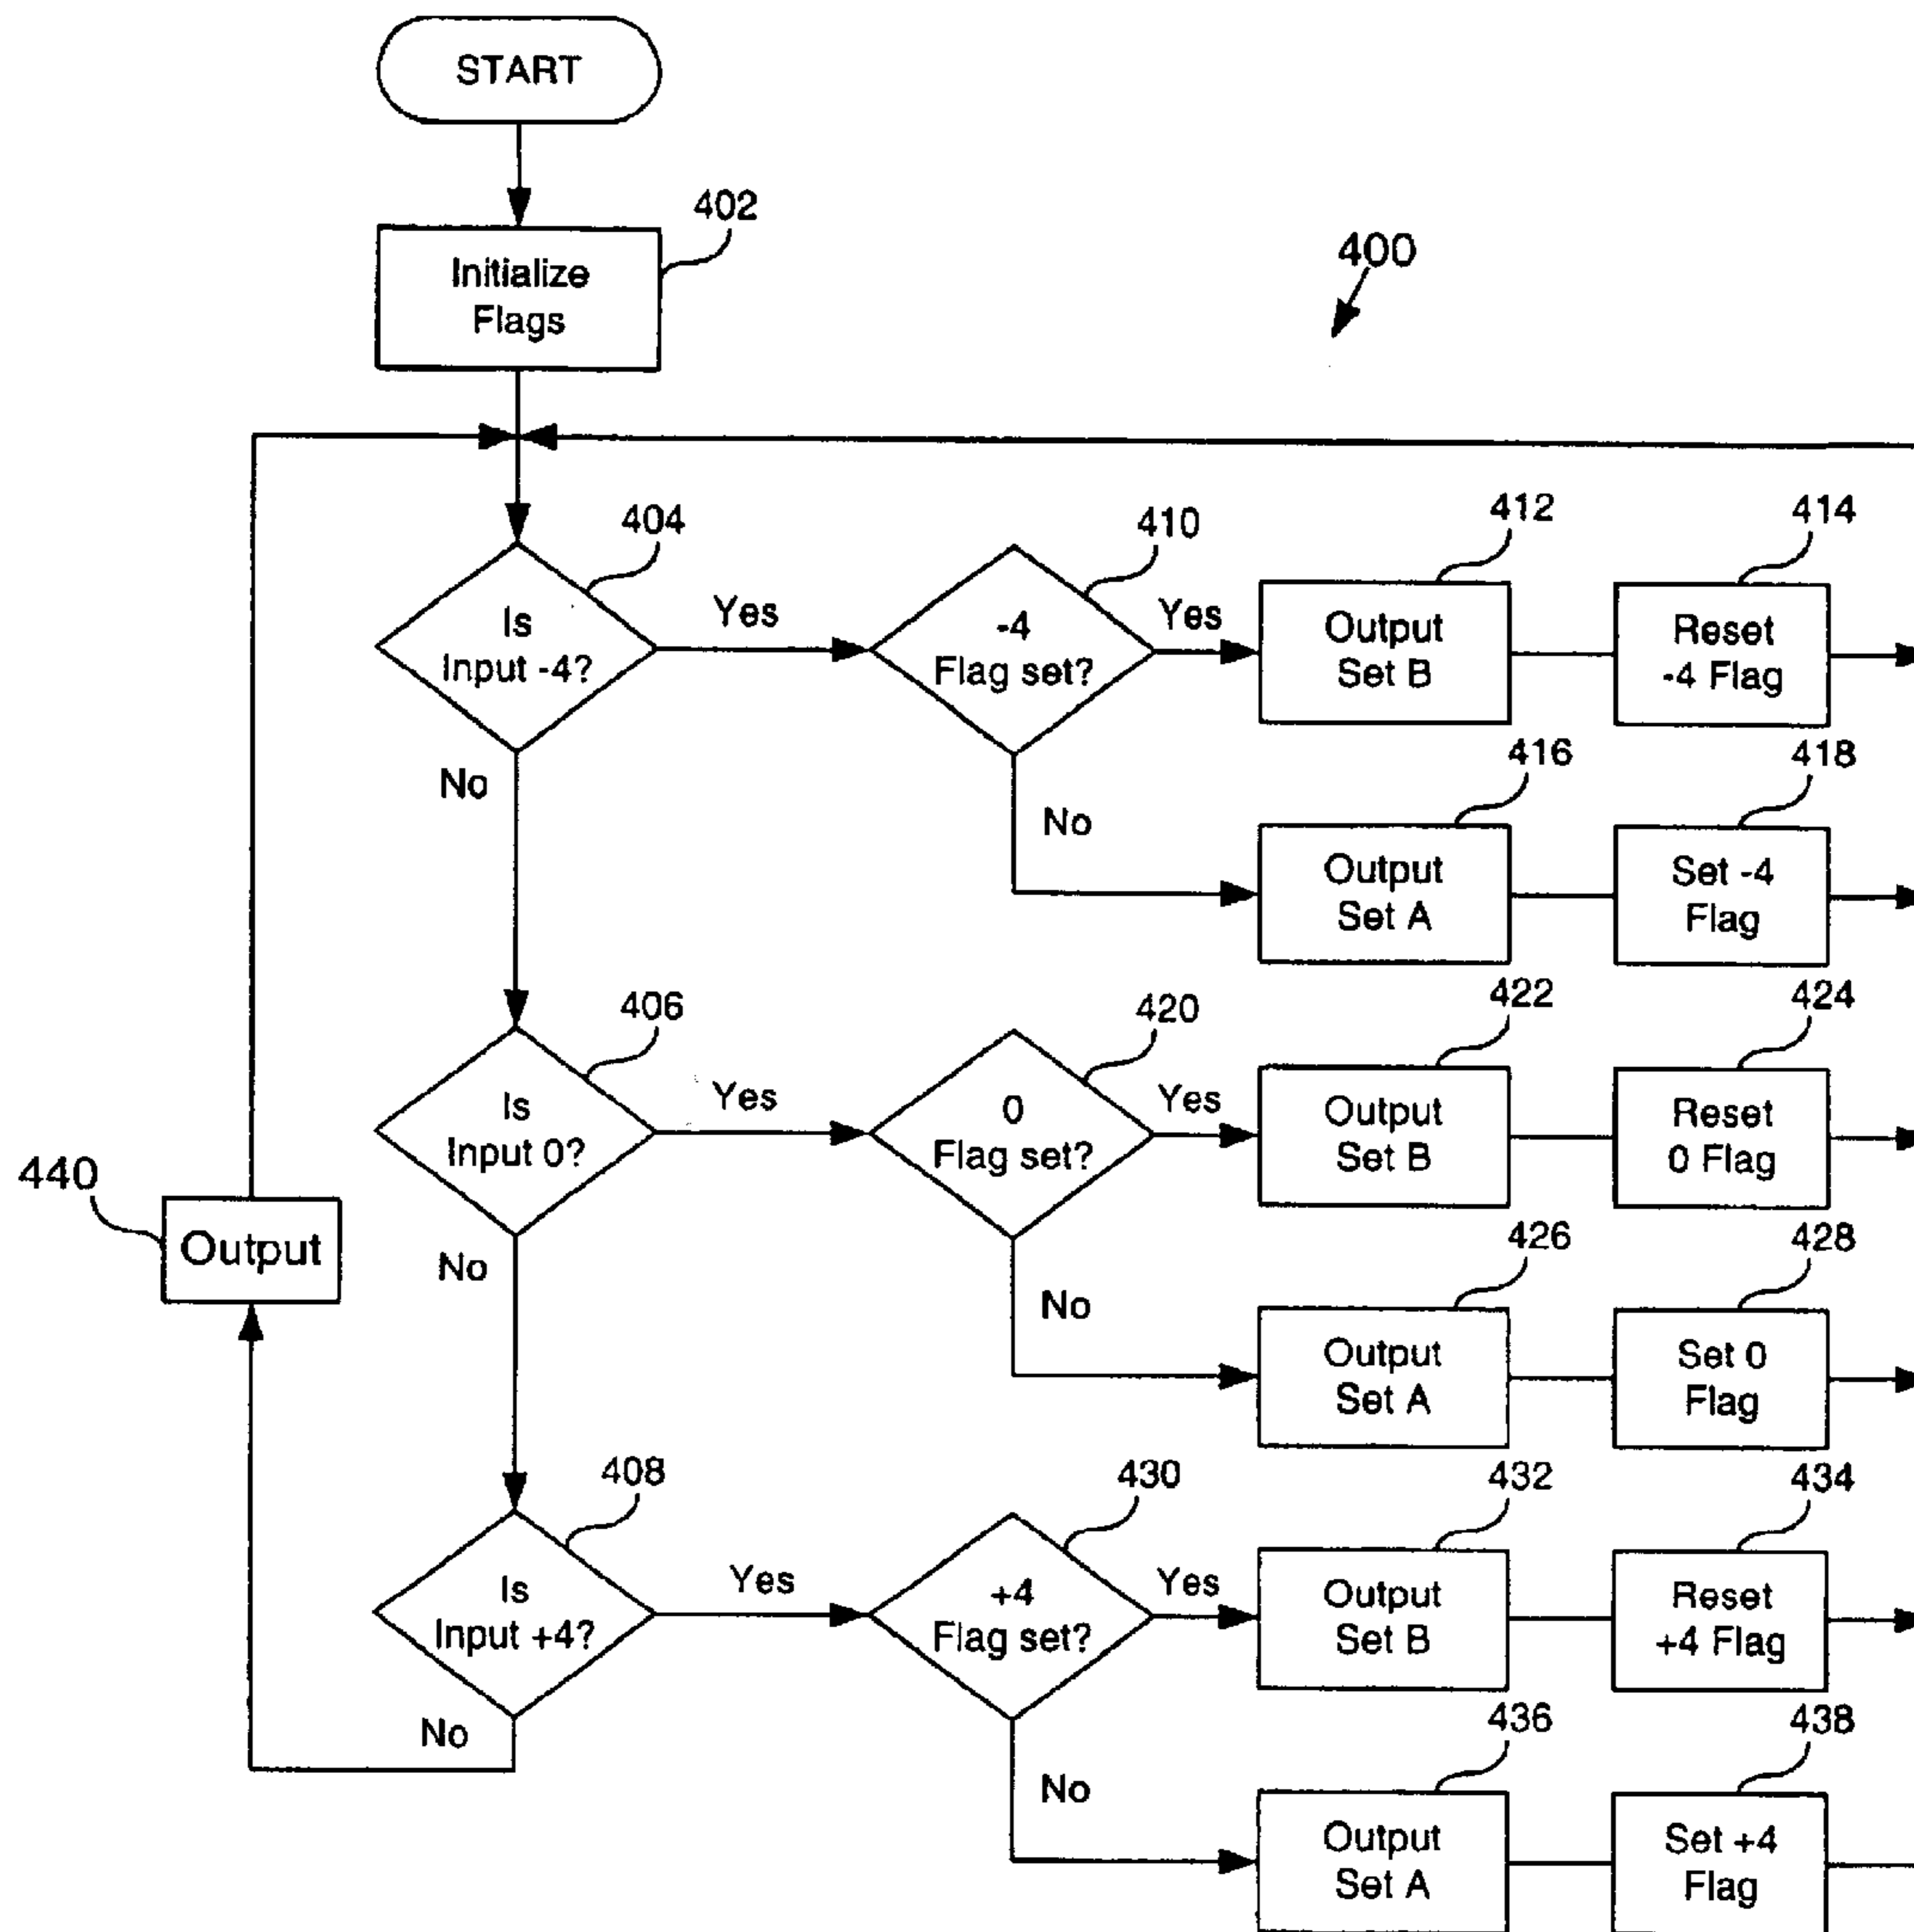 START
402
Initialize
Flags
400
404
Is
Input -4?
Yes
No
410
-4
Flag set?
Yes
No
412
Output
Set B
414
Reset
-4 Flag
416
Output
Set A
418
Set -4
Flag
406
Is
Input 0?
Yes
No
420
0
Flag set?
Yes
No
422
Output
Set B
424
Reset
0 Flag
426
Output
Set A
428
Set 0
Flag
440
Output
408
Is
Input +4?
Yes
No
430
+4
Flag set?
Yes
No
432
Output
Set B
434
Reset
+4 Flag
436
Output
Set A
438
Set +4
Flag